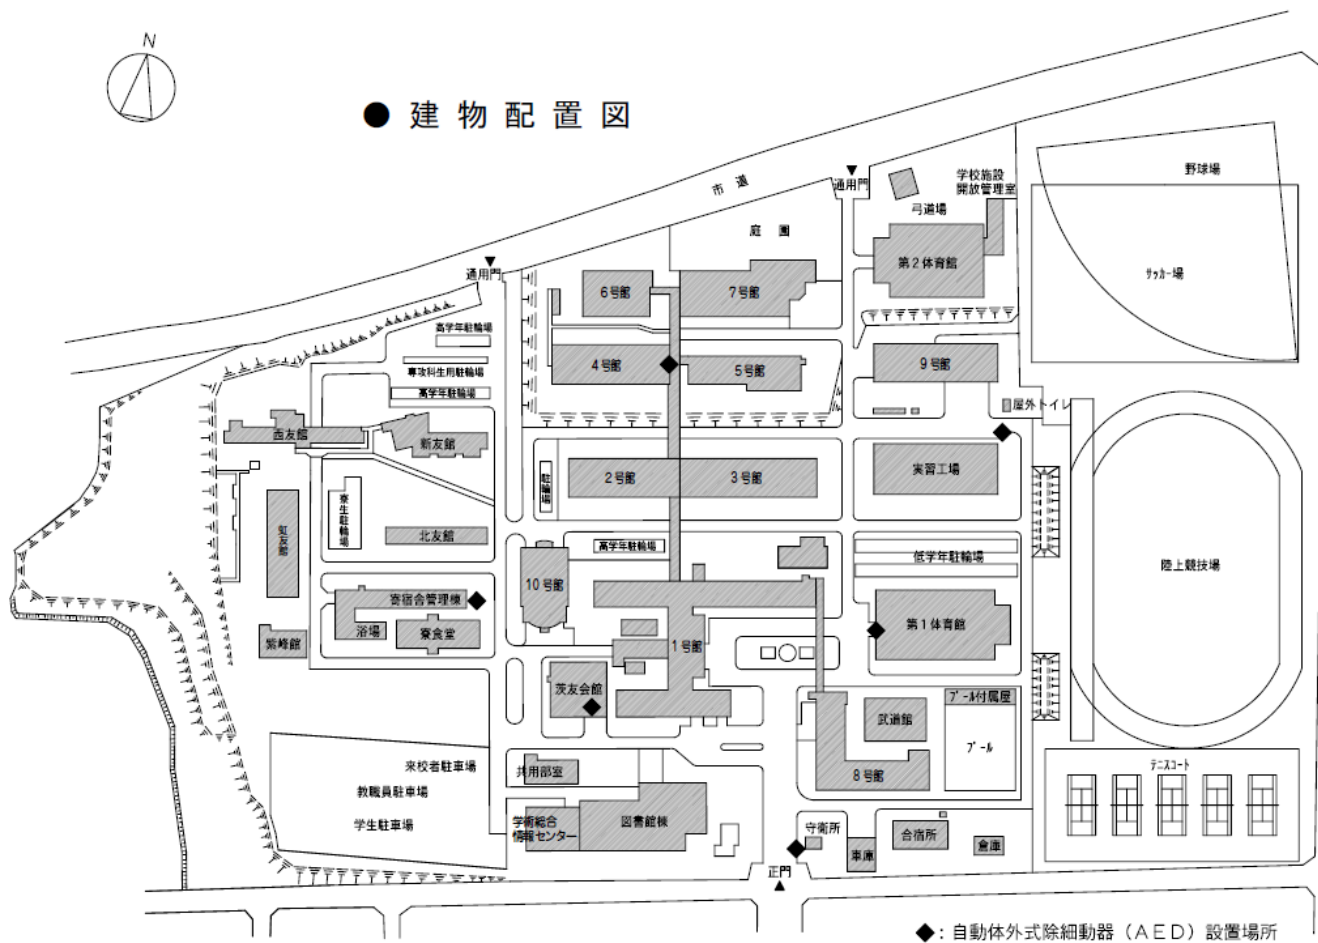 N
● 建物配置図
市道
通用門
学校施設
開放管理室
野球場
弓道場
庭園
第2体育館
サッカー場
通用門
6号館
7号館
高学年駐輪場
専攻科生用駐輪場
高学年駐輪場
4号館
5号館
9号館
屋外トイレ
西友館
新友館
駐輪場
2号館
3号館
実習工場
寮生駐輪場
虹友館
北友館
高学年駐輪場
低学年駐輪場
陸上競技場
10号館
寄宿舎管理棟
浴場
寮食堂
第1体育館
紫峰館
1号館
茨友会館
プール付属屋
武道館
プール
来校者駐車場
教職員駐車場
学生駐車場
共用部室
8号館
テニスコート
学術総合
情報センター
図書館棟
守衛所
合宿所
車庫
倉庫
正門
◆：自動体外式除細動器（AED）設置場所